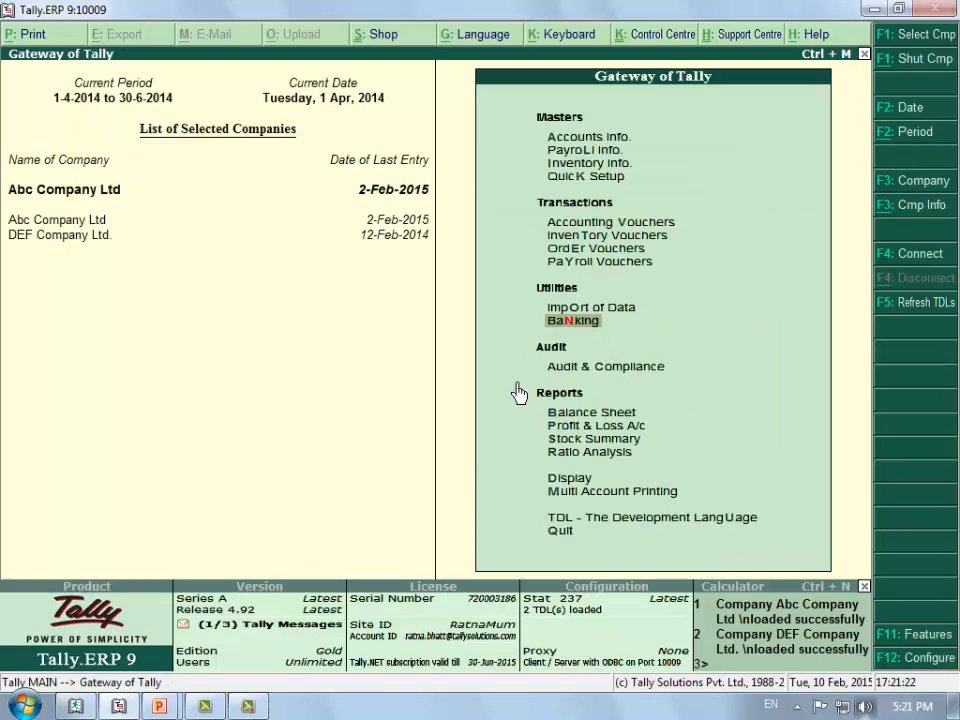 Tally.ERP 9:10009
P: Print
E: Export
M: E-Mail
O: Upload
S: Shop
G: Language
K: Keyboard
K: Control Centre
H: Support Centre
H: Help
Gateway of Tally
Ctrl + M
Current Period
Current Date
1-4-2014 to 30-6-2014
Tuesday, 1 Apr, 2014
List of Selected Companies
Name of Company
Date of Last Entry
Abc Company Ltd
2-Feb-2015
Abc Company Ltd
2-Feb-2015
DEF Company Ltd.
12-Feb-2014
Gateway of Tally
Masters
Accounts Info.
PayroLl Info.
Inventory Info.
QuicK Setup
Transactions
Accounting Vouchers
InvenTory Vouchers
OrdEr Vouchers
PaYroll Vouchers
Utilities
ImpOrt of Data
BaNking
Audit
Audit & Compliance
Reports
Balance Sheet
Profit & Loss A/c
Stock Summary
Ratio Analysis
Display
Multi Account Printing
TDL - The Development LangUage
Quit
F1: Select Cmp
F1: Shut Cmp
F2: Date
F2: Period
F3: Company
F3: Cmp Info
F4: Connect
F4: Disconnect
F5: Refresh TDLs
F11: Features
F12: Configure
Product
Version
License
Configuration
Calculator
Ctrl + N
Tally
POWER OF SIMPLICITY
Tally.ERP 9
Series A
Latest
Release 4.92
Latest
(1/3) Tally Messages
Edition
Gold
Users
Unlimited
Serial Number
720003186
Site ID
RatnaMum
Account ID
ratna.bhatt@tallysolutions.com
Tally.NET subscription valid till
30-Jun-2015
Stat 237
Latest
2 TDL(s) loaded
Proxy
None
Client / Server with ODBC on Port 10009
1
Company Abc Company
Ltd \nloaded successfully
2
Company DEF Company
Ltd. \nloaded successfully
3>
Tally MAIN --> Gateway of Tally
(c) Tally Solutions Pvt. Ltd., 1988-2
Tue, 10 Feb, 2015
17:21:22
EN
5:21 PM